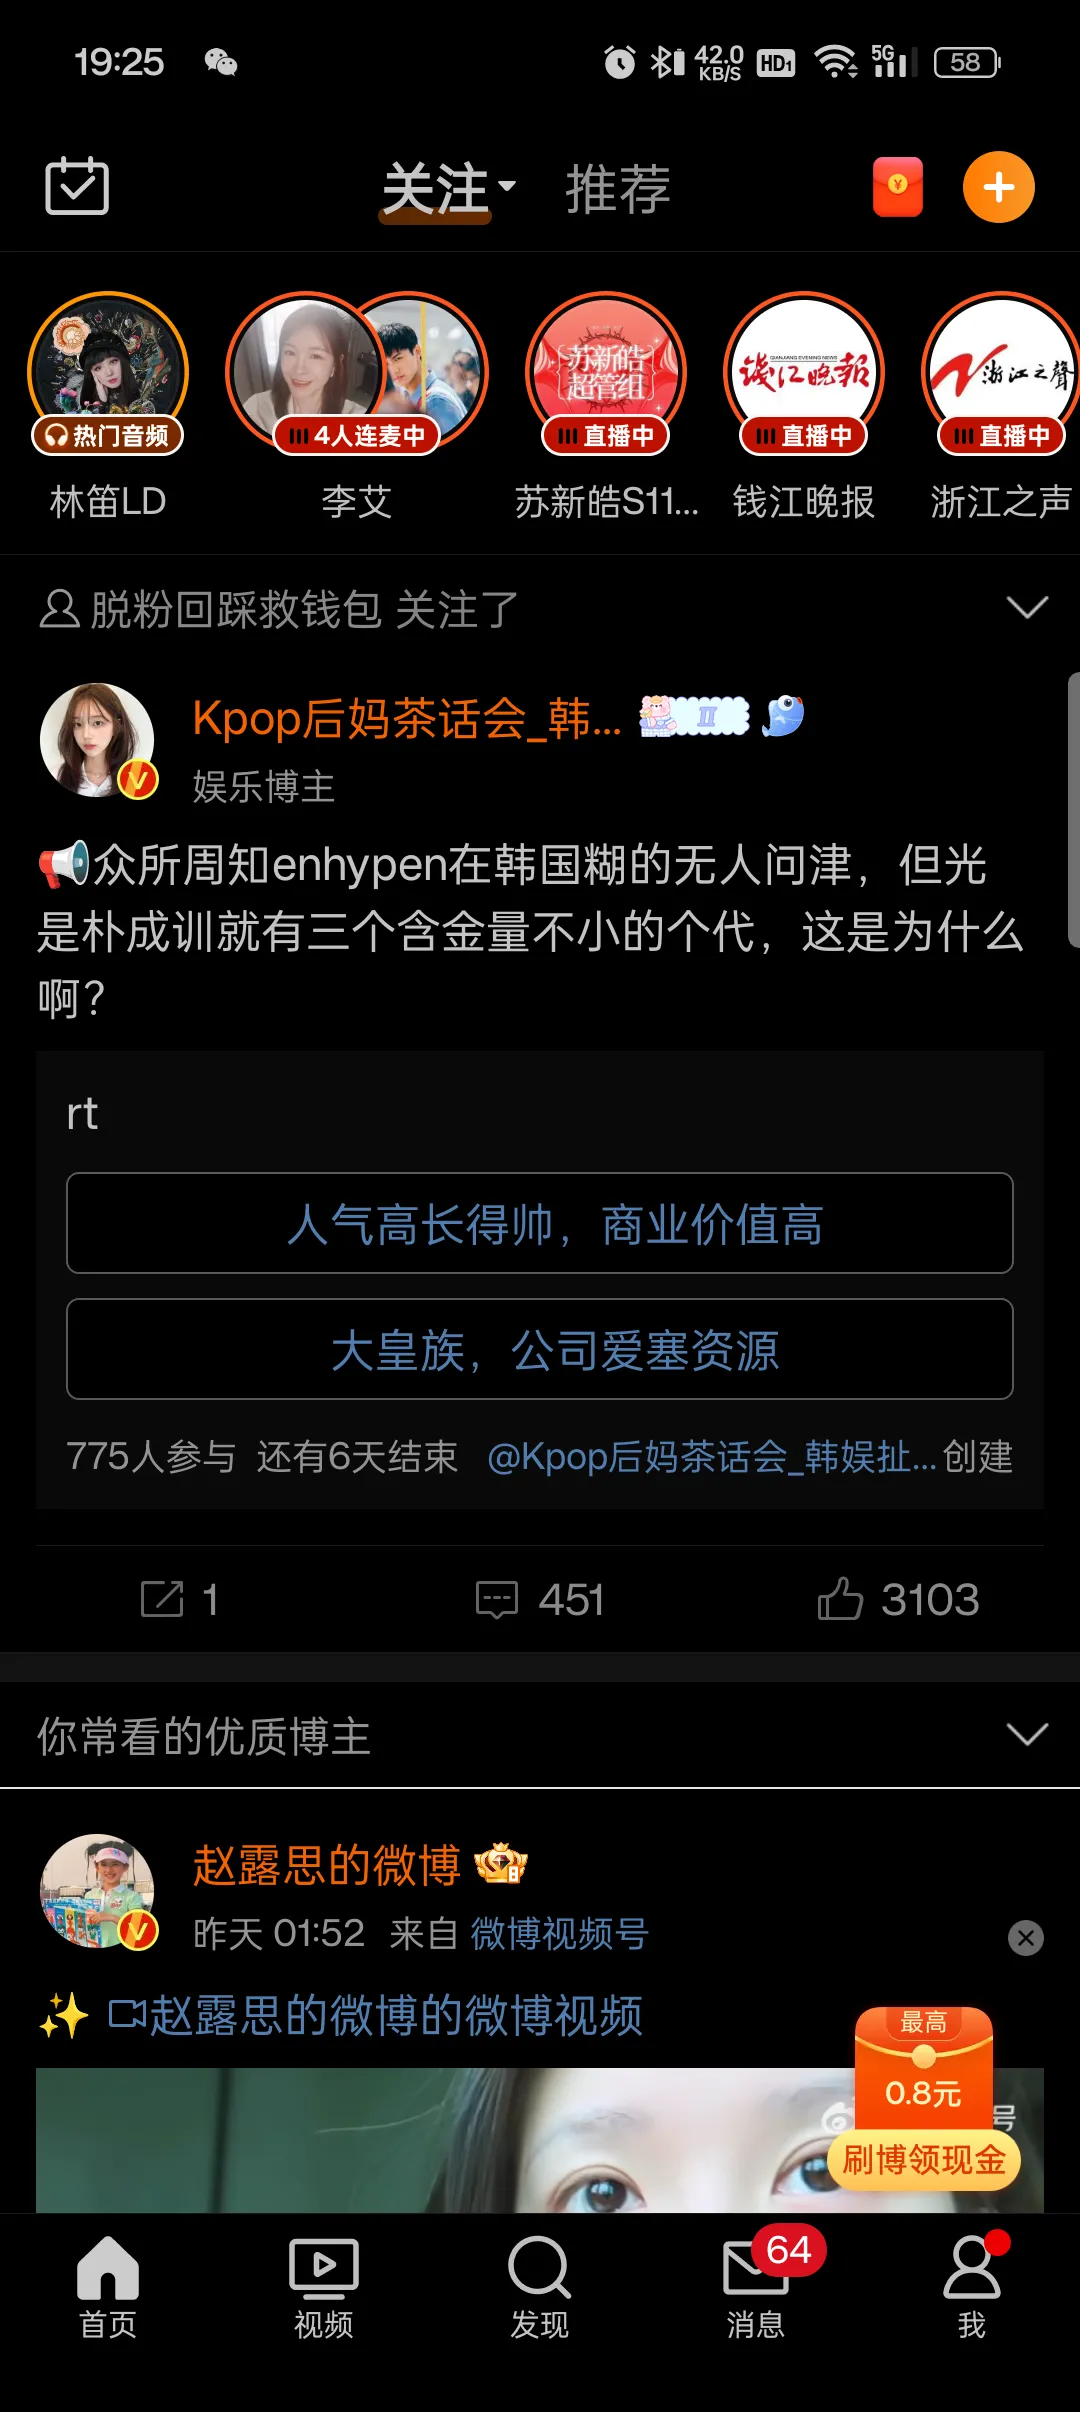 19:25
42.0
KB/S
HD1
5G
58
关注
推荐
苏新皓
超管组
QIANJIANG EVENING NEWS
钱江晚报
浙江之聲
热门音频
4人连麦中
直播中
直播中
直播中
林笛LD
李艾
苏新皓S11...
钱江晚报
浙江之声
脱粉回踩救钱包 关注了
Kpop后妈茶话会_韩...
II
娱乐博主
众所周知enhypen在韩国糊的无人问津，但光
是朴成训就有三个含金量不小的个代，这是为什么
啊？
rt
人气高长得帅，商业价值高
大皇族，公司爱塞资源
775人参与 还有6天结束 @Kpop后妈茶话会_韩娱扯...创建
1
451
3103
你常看的优质博主
赵露思的微博
8
昨天 01:52 来自 微博视频号
赵露思的微博的微博视频
最高
0.8元
号
刷博领现金
首页
视频
发现
64
消息
我